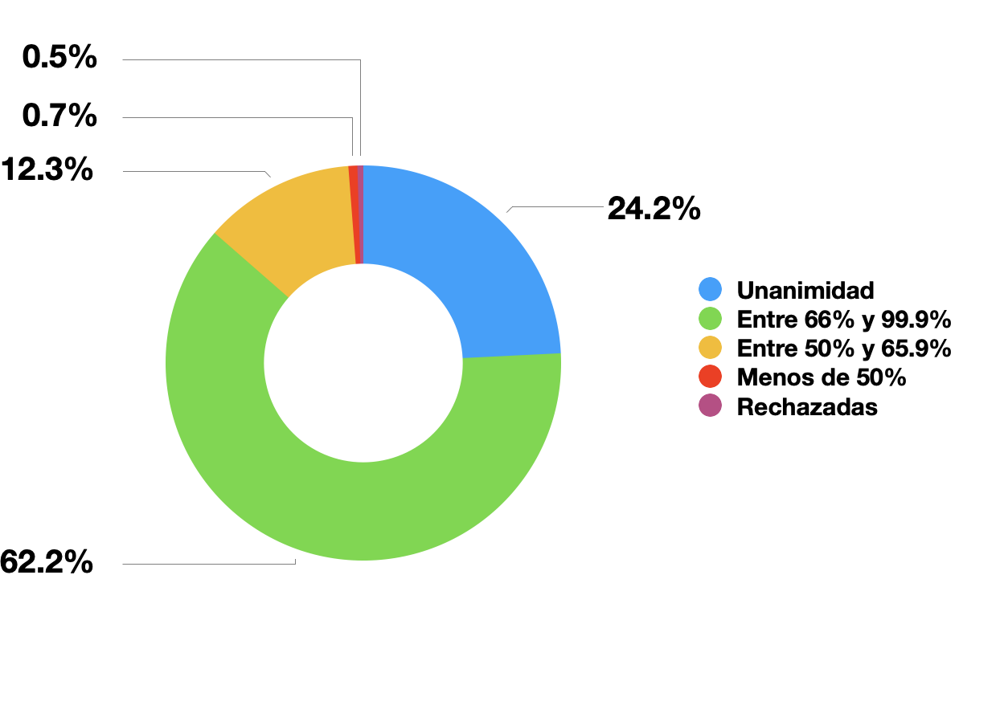 0.5%
0.7%
12.3%
24.2%
Unanimidad
Entre 66% y 99.9%
Entre 50% y 65.9%
Menos de 50%
Rechazadas
62.2%